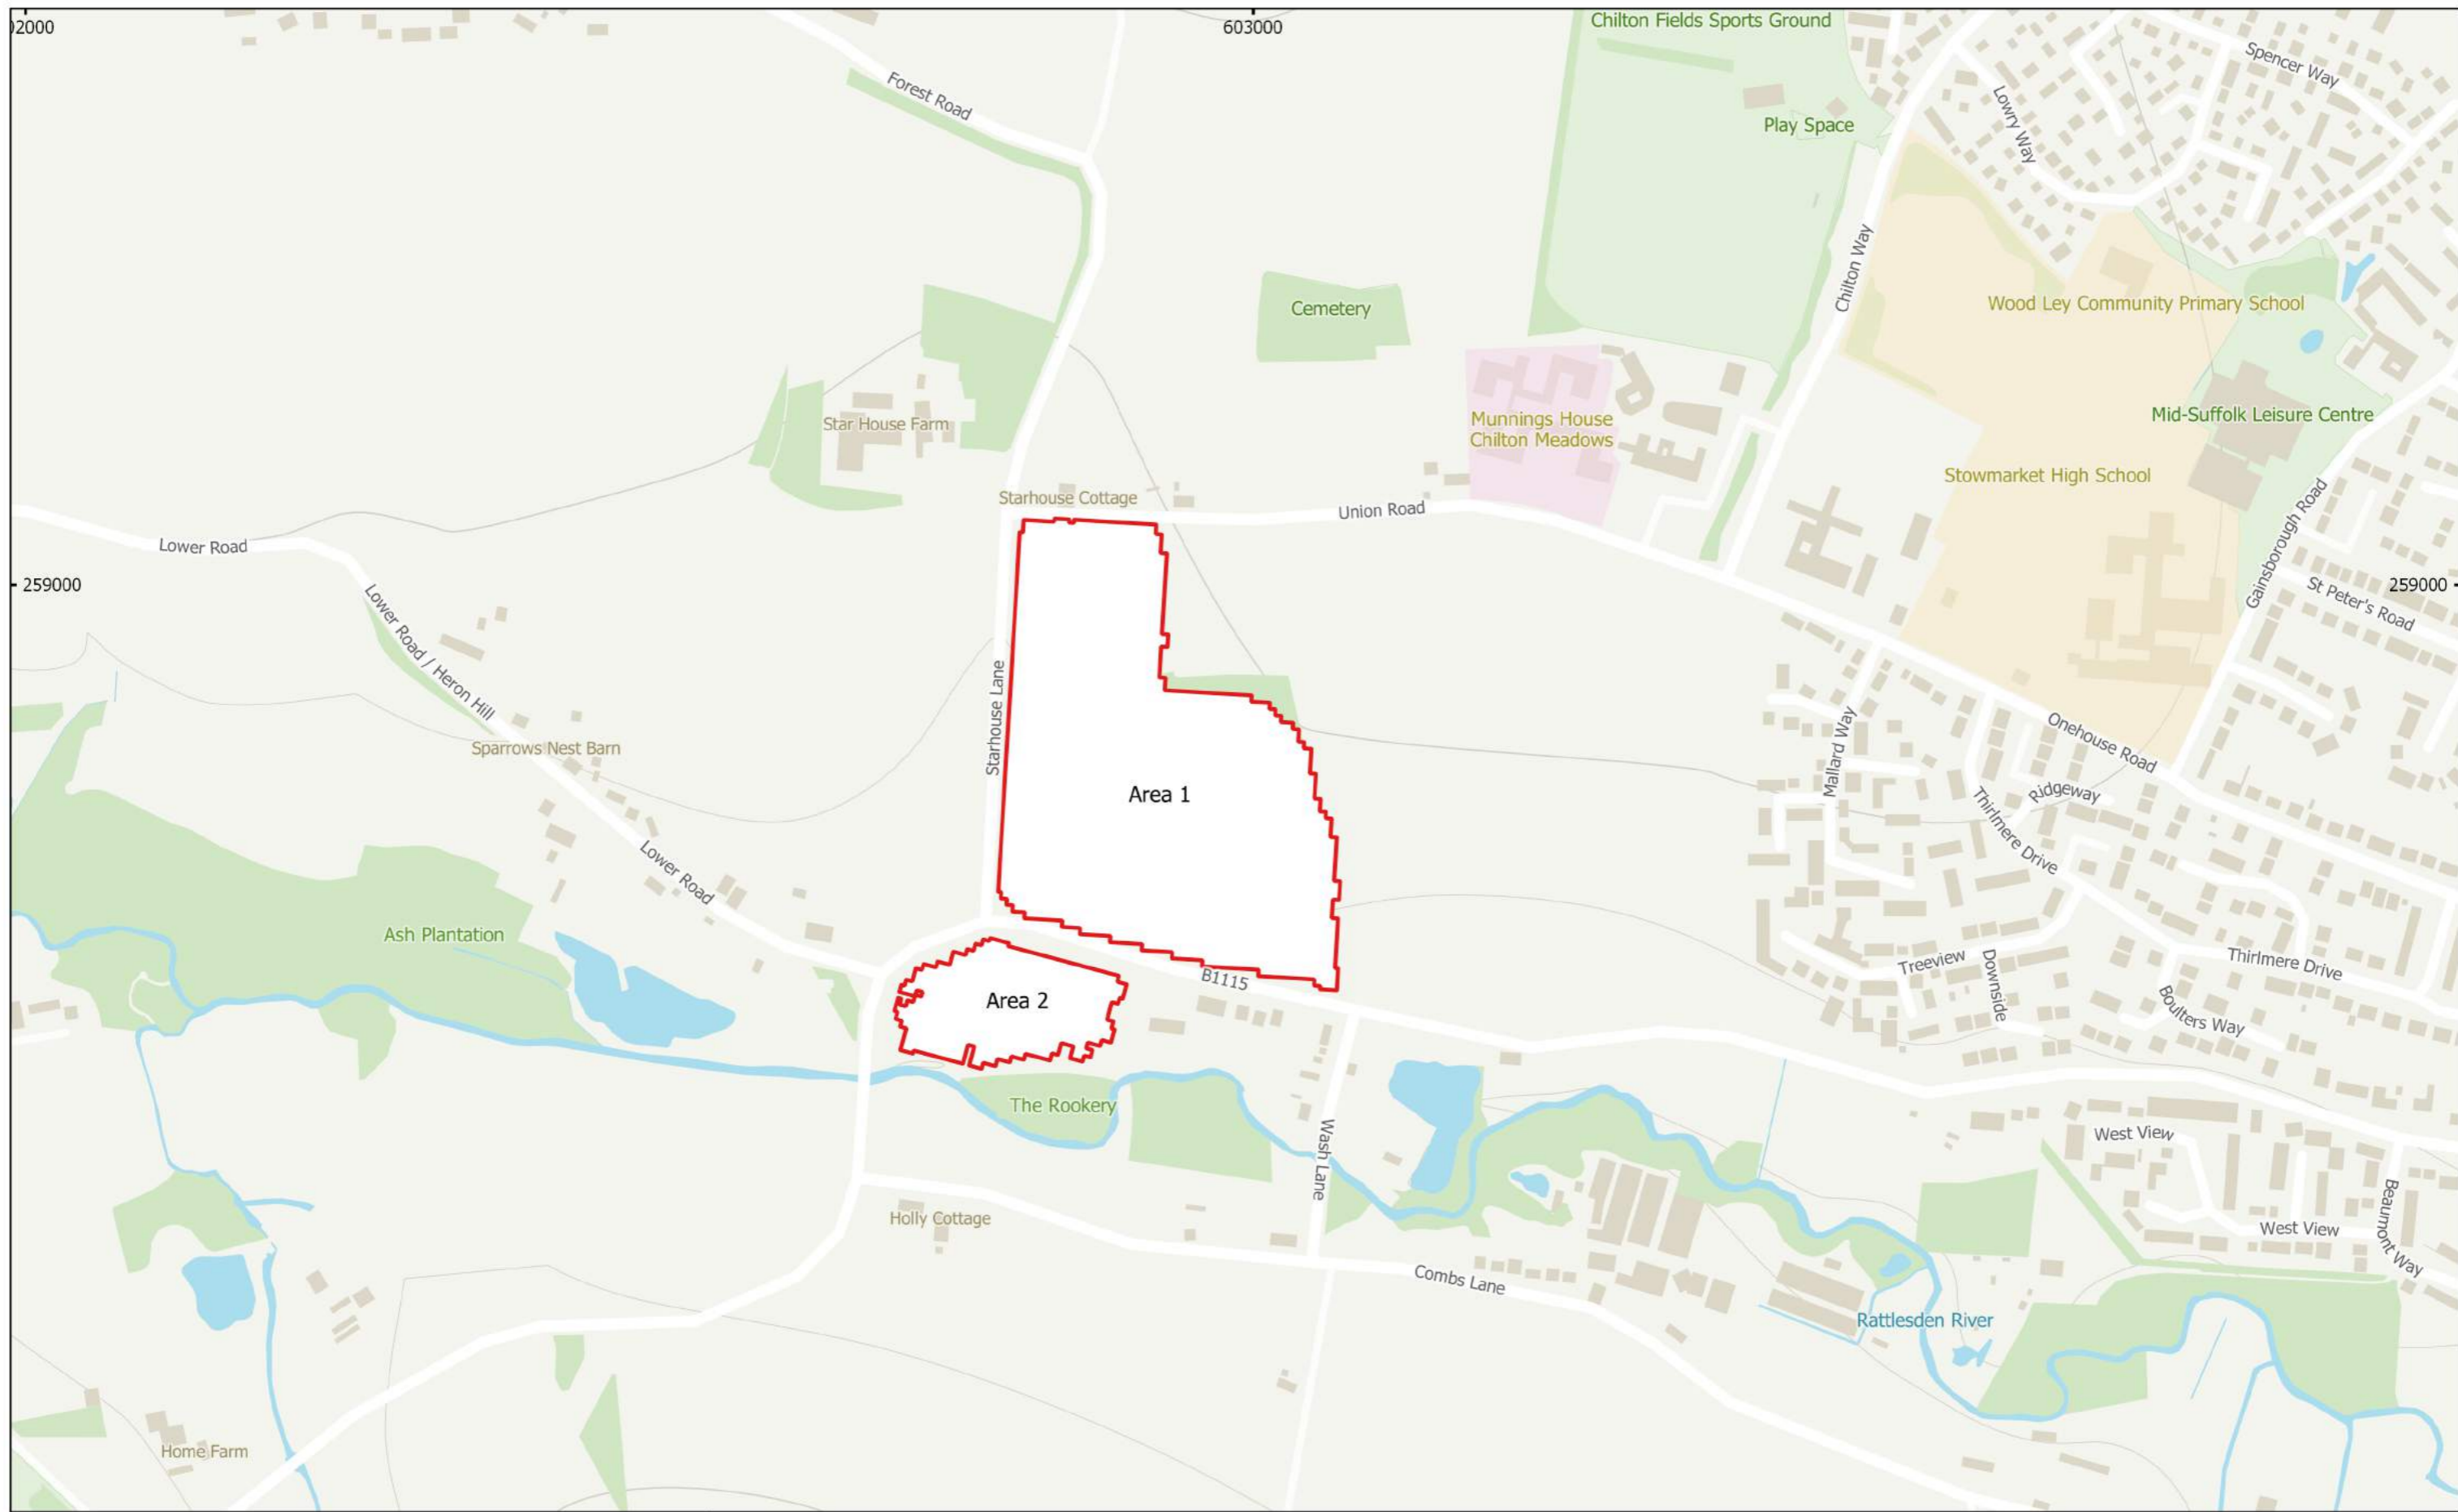 02000
603000
Chilton Fields Sports Ground
Spencer Way
Forest Road
Lowry Way
Play Space
Chilton Way
Cemetery
Wood Ley Community Primary School
Star House Farm
Munnings House
Chilton Meadows
Mid-Suffolk Leisure Centre
Stowmarket High School
Starhouse Cottage
Union Road
Gainsborough Road
Lower Road
259000
259000
St Peter's Road
Lower Road / Heron Hill
Starhouse Lane
Sparrows Nest Barn
Mallard Way
Onehouse Road
Area 1
Ridgeway
Thirlmere Drive
Lower Road
Ash Plantation
Treeview
Downside
Thirlmere Drive
B1115
Area 2
Boulters Way
The Rookery
West View
Wash Lane
Holly Cottage
Beaumont Way
West View
Combs Lane
Rattlesden River
Home Farm